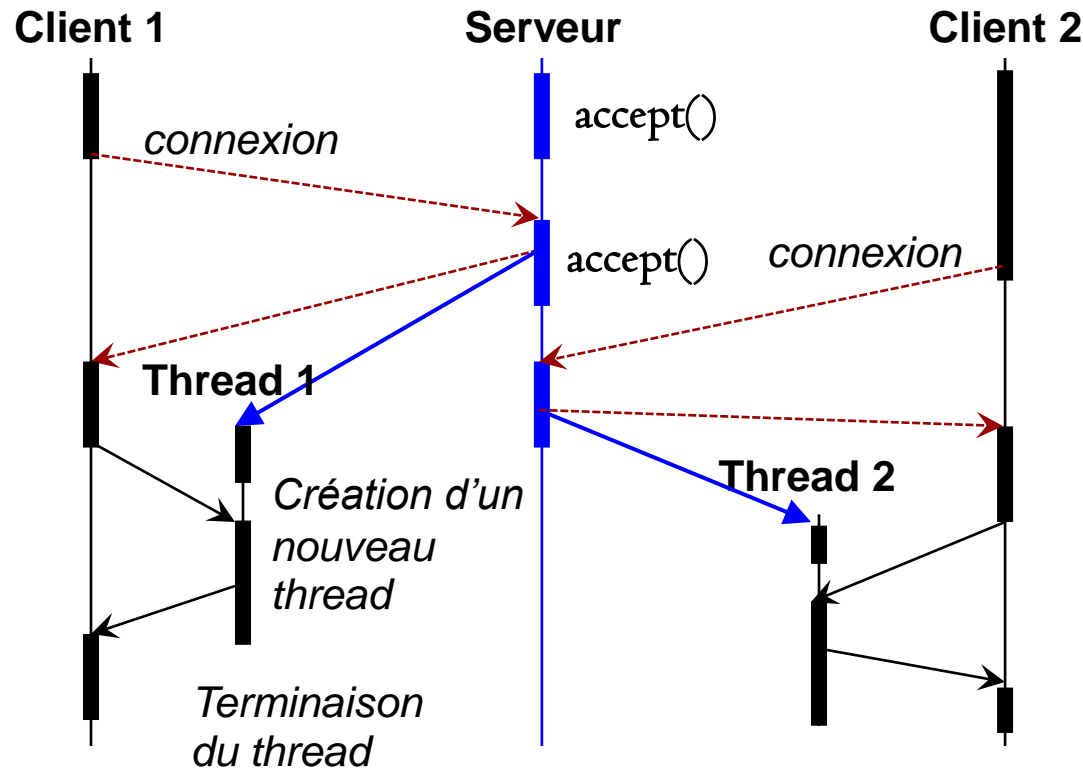 Client 1
Serveur
Client 2
accept()
connexion
accept()
connexion
Thread 1
Thread 2
Création d’un
nouveau
thread
Terminaison
du thread